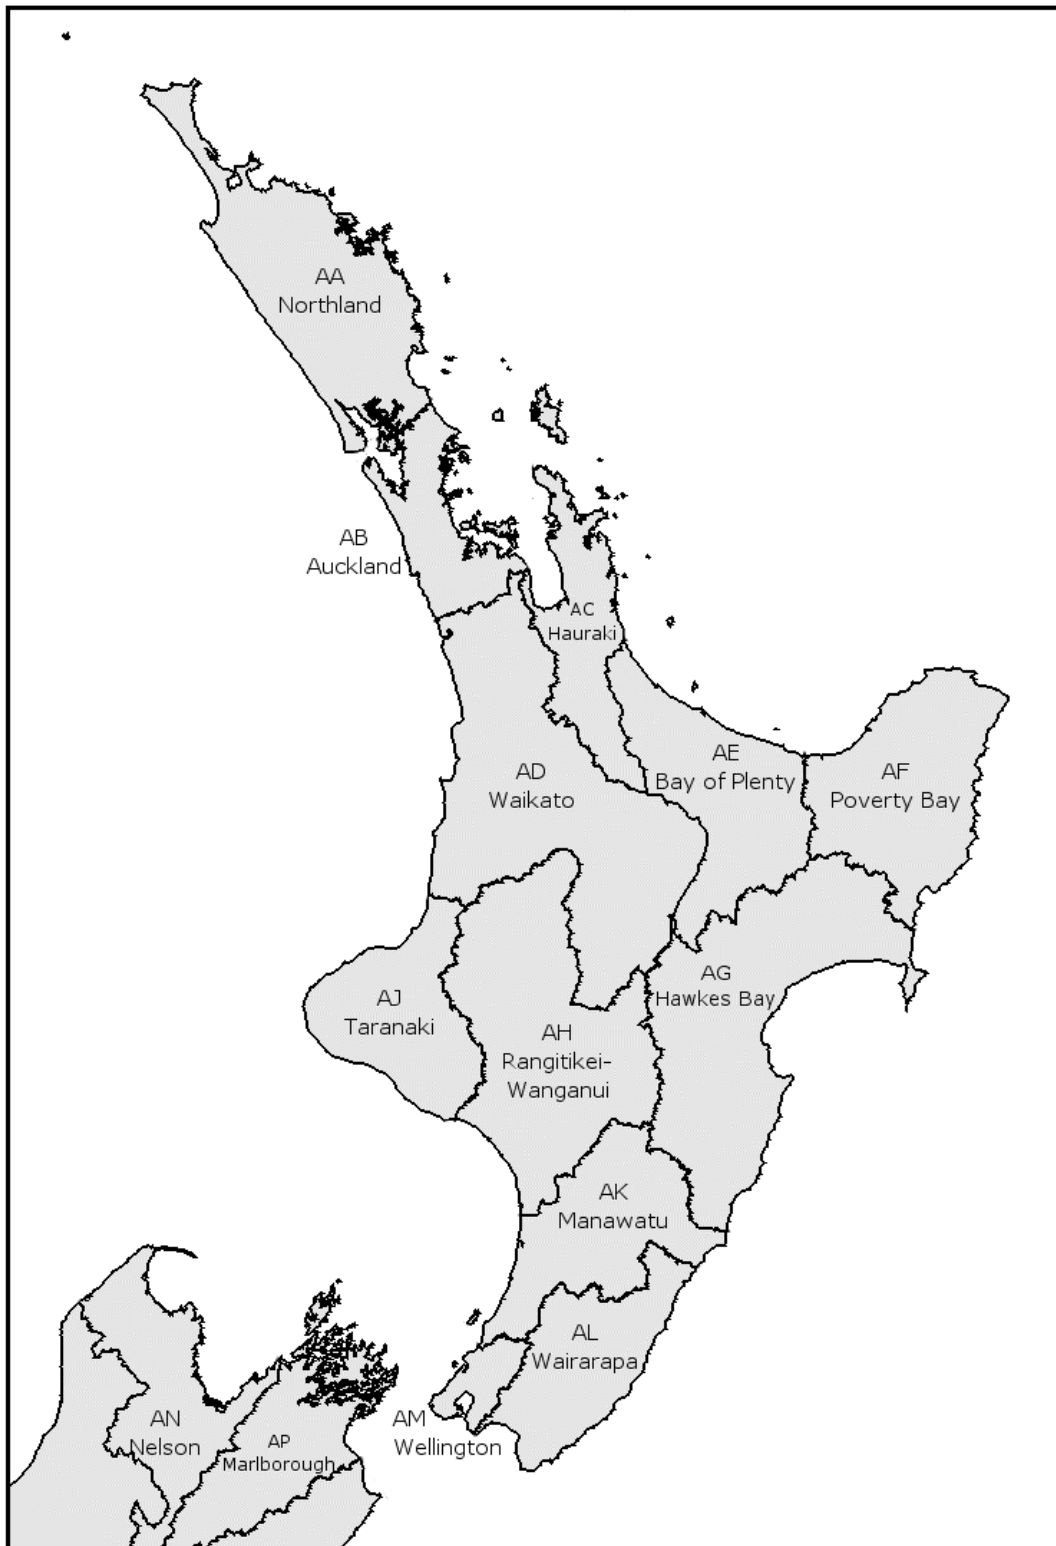 AA
Northland
AB
Auckland
AC
Hauraki
AD
Waikato
AE
Bay of Plenty
AF
Poverty Bay
AG
Hawkes Bay
AJ
Taranaki
AH
Rangitikei-
Wanganui
AK
Manawatu
AL
Wairarapa
AM
Wellington
AN
Nelson
AP
Marlborough